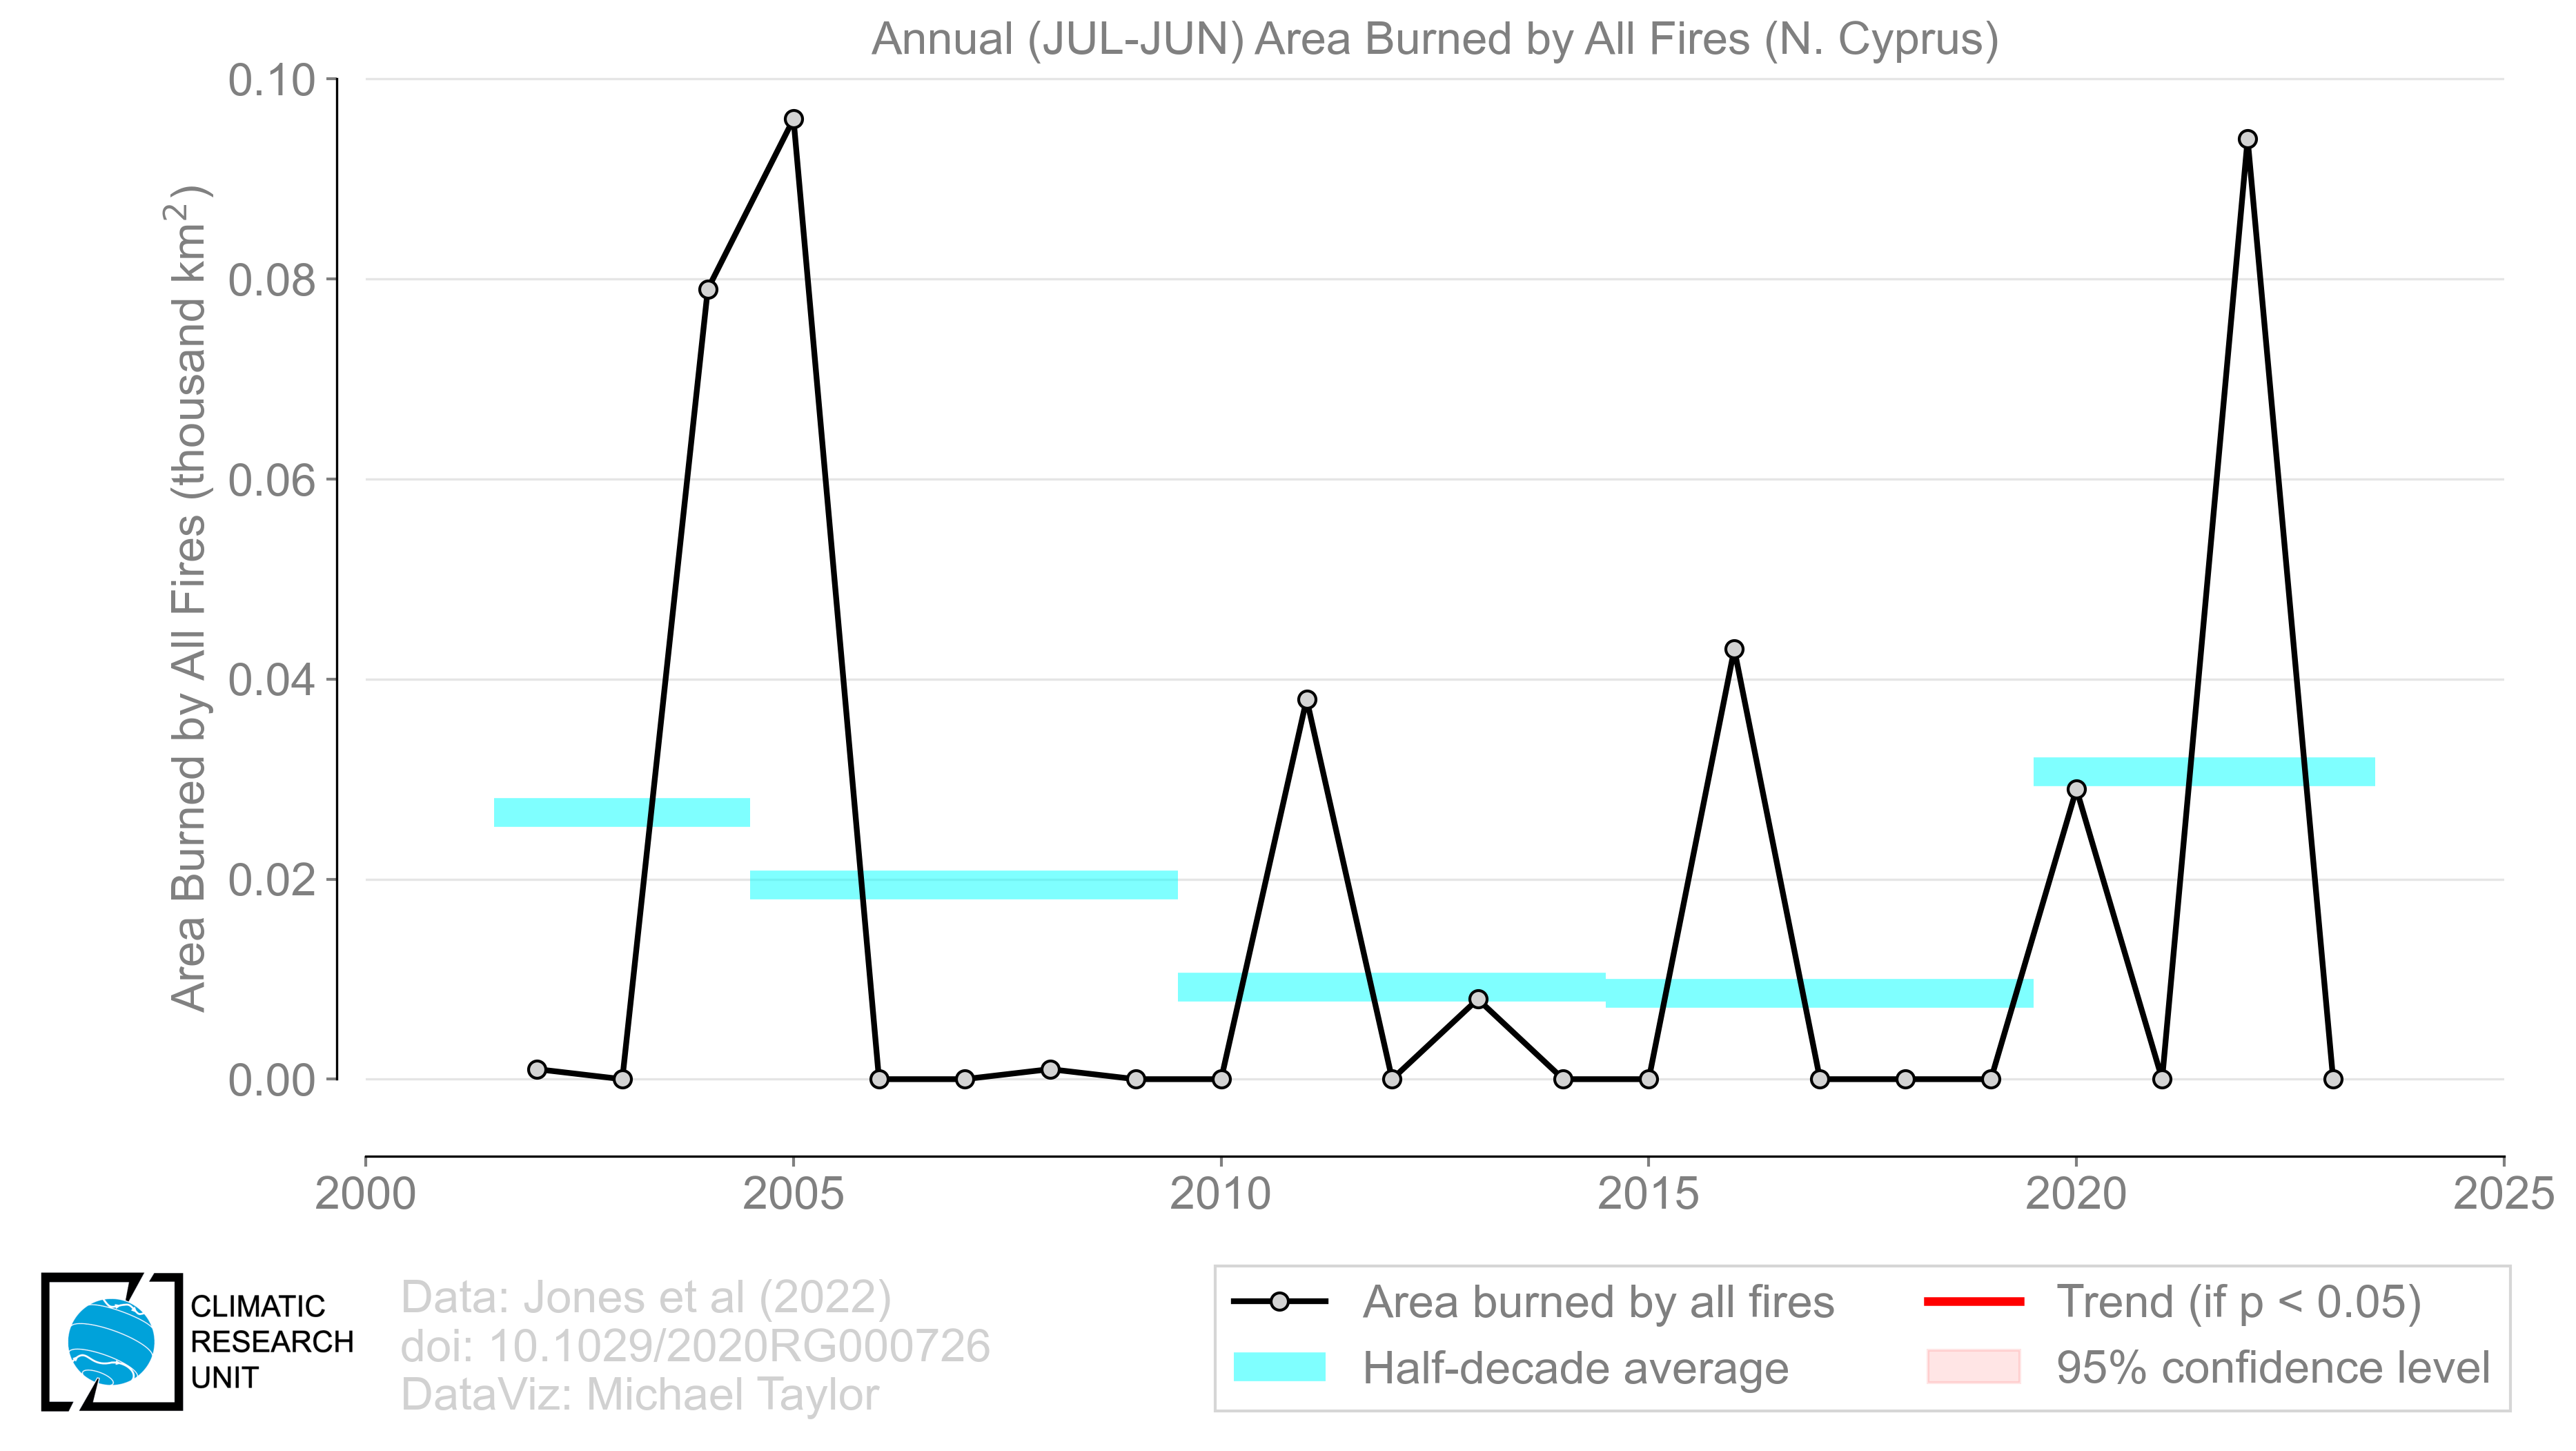 Annual (JUL-JUN) Area Burned by All Fires (N. Cyprus)
Area Burned by All Fires (thousand km²)
0.10
0.08
0.06
0.04
0.02
0.00
2000 2005 2010 2015 2020 2025
CLIMATIC
RESEARCH
UNIT
Data: Jones et al (2022)
doi: 10.1029/2020RG000726
DataViz: Michael Taylor
Area burned by all fires
Half-decade average
Trend (if p < 0.05)
95% confidence level